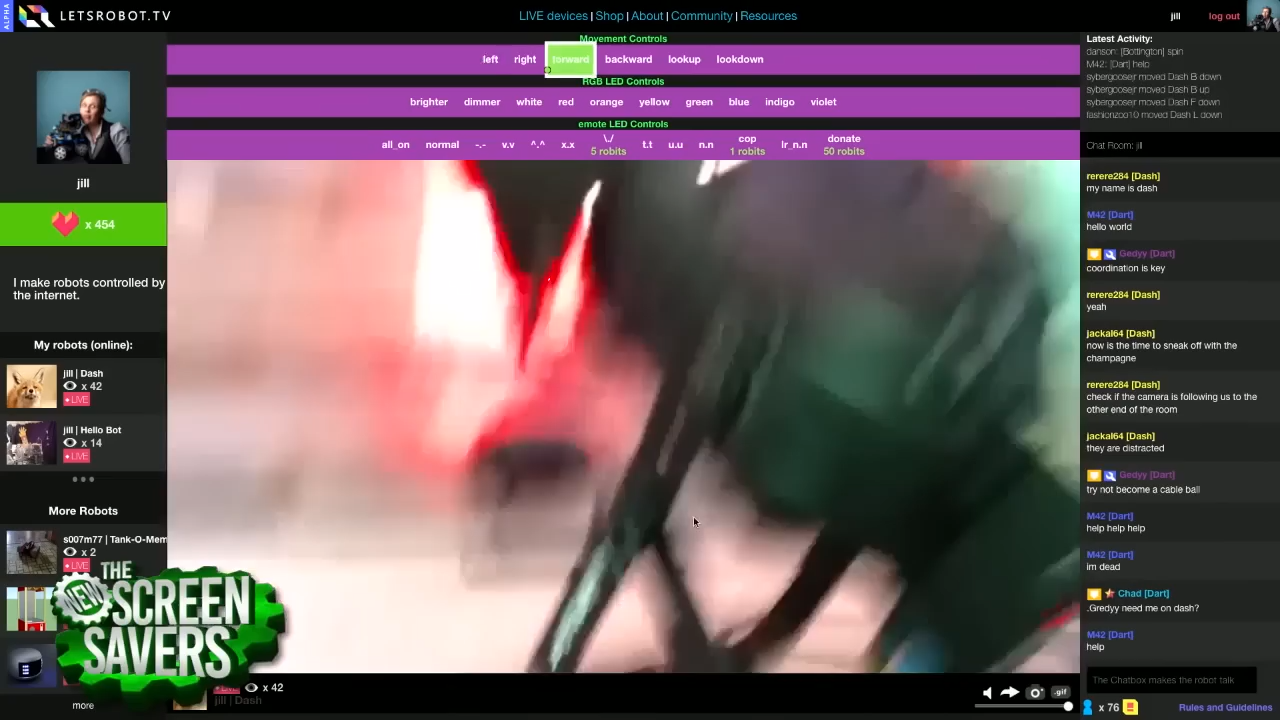 ALPHA
LETSROBOT.TV
LIVE devices | Shop | About | Community | Resources
jill
log out
jill
x 454
I make robots controlled by
the internet.
My robots (online):
jill | Dash
x 42
LIVE
jill | Hello Bot
x 14
LIVE
More Robots
s007m77 | Tank-O-Mem
x 2
LIVE
more
THE
NEW
SCREEN
SAVERS
Movement Controls
left right forward backward lookup lookdown
RGB LED Controls
brighter dimmer white red orange yellow green blue indigo violet
emote LED Controls
all_on normal -.- v.v ^.^ x.x \./ t.t u.u n.n cop lr_n.n donate
5 robits 1 robits 50 robits
x 42
jill | Dash
.gif
Latest Activity:
danson: [Bottington] spin
M42: [Dart] help
sybergoosejr moved Dash B down
sybergoosejr moved Dash B up
sybergoosejr moved Dash F down
fashionzoo10 moved Dash L down
Chat Room: jill
rerere284 [Dash]
my name is dash
M42 [Dart]
hello world
Gedyy [Dart]
coordination is key
rerere284 [Dash]
yeah
jackal64 [Dash]
now is the time to sneak off with the
champagne
rerere284 [Dash]
check if the camera is following us to the
other end of the room
jackal64 [Dash]
they are distracted
Gedyy [Dart]
try not become a cable ball
M42 [Dart]
help help help
M42 [Dart]
im dead
Chad [Dart]
.Gredyy need me on dash?
M42 [Dart]
help
The Chatbox makes the robot talk
x 76
Rules and Guidelines